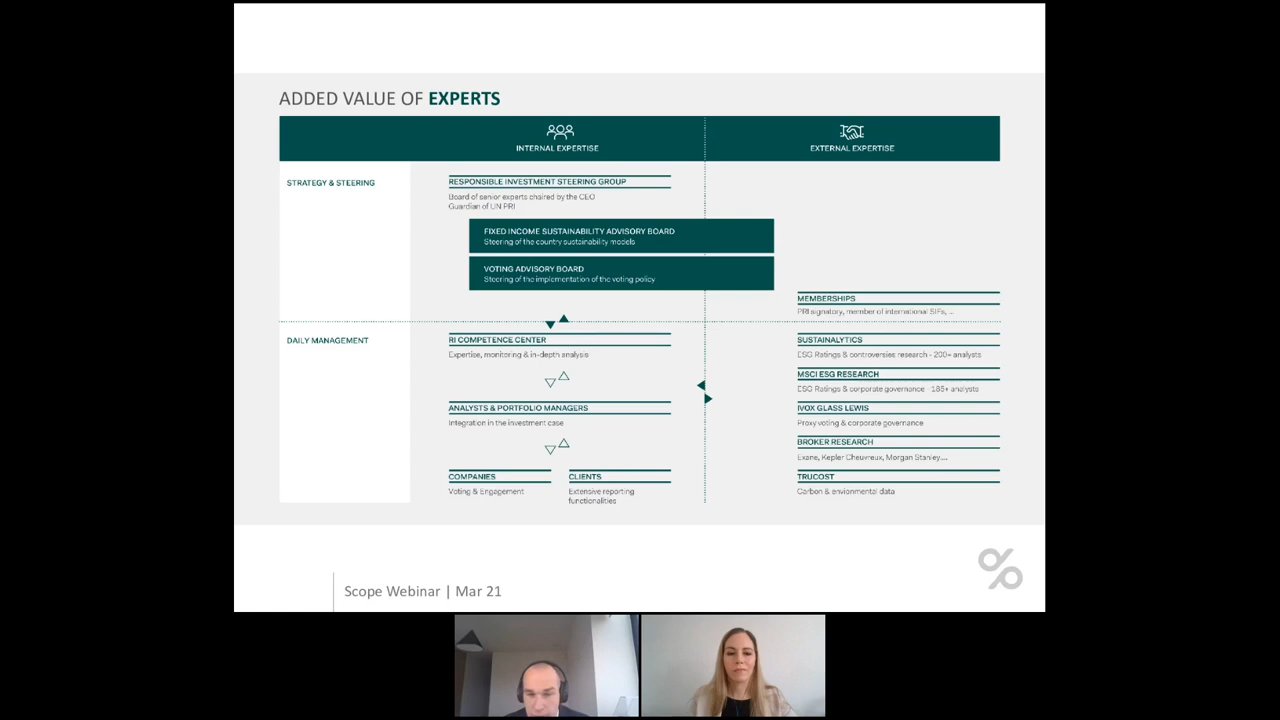 ADDED VALUE OF EXPERTS
INTERNAL EXPERTISE
EXTERNAL EXPERTISE
STRATEGY & STEERING
RESPONSIBLE INVESTMENT STEERING GROUP
Board of senior experts chaired by the CEO
Guardian of UN PRI
FIXED INCOME SUSTAINABILITY ADVISORY BOARD
Steering of the country sustainability models
VOTING ADVISORY BOARD
Steering of the implementation of the voting policy
MEMBERSHIPS
PRI signatory, member of international SIFs, ...
DAILY MANAGEMENT
RI COMPETENCE CENTER
Expertise, monitoring & in-depth analysis
ANALYSTS & PORTFOLIO MANAGERS
Integration in the investment case
COMPANIES
Voting & Engagement
CLIENTS
Extensive reporting
functionalities
SUSTAINALYTICS
ESG Ratings & controversies research - 200+ analysts
MSCI ESG RESEARCH
ESG Ratings & corporate governance - 185+ analysts
IVOX GLASS LEWIS
Proxy voting & corporate governance
BROKER RESEARCH
Exane, Kepler Cheuvreux, Morgan Stanley....
TRUCOST
Carbon & envionmental data
Scope Webinar | Mar 21